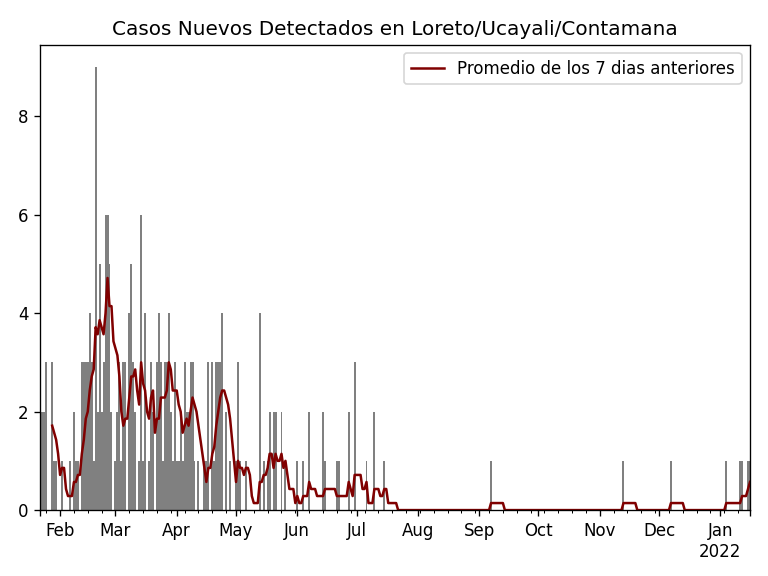 Casos Nuevos Detectados en Loreto/Ucayali/Contamana
Promedio de los 7 dias anteriores
8
6
4
2
0
Feb Mar Apr May Jun Jul Aug Sep Oct Nov Dec Jan
2022